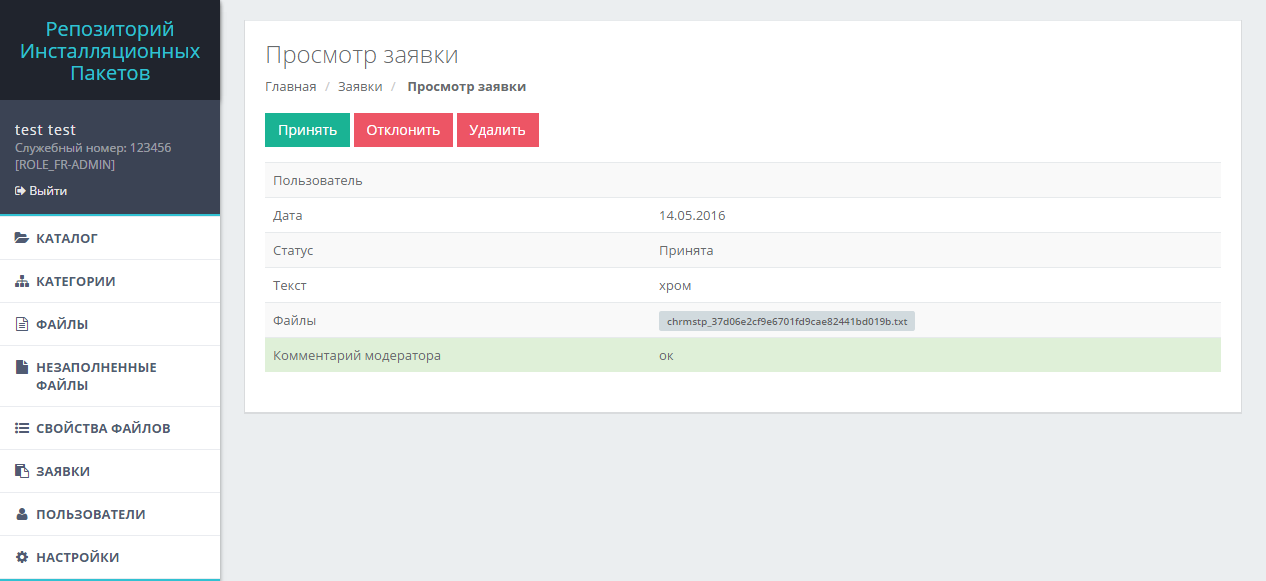 Репозиторий
Инсталляционных
Пакетов
test test
Служебный номер: 123456
[ROLE_FR-ADMIN]
Выйти
КАТАЛОГ
КАТЕГОРИИ
ФАЙЛЫ
НЕЗАПОЛНЕННЫЕ
ФАЙЛЫ
СВОЙСТВА ФАЙЛОВ
ЗАЯВКИ
ПОЛЬЗОВАТЕЛИ
НАСТРОЙКИ
Просмотр заявки
Главная / Заявки / Просмотр заявки
Принять Отклонить Удалить
Пользователь
Дата 14.05.2016
Статус Принята
Текст хром
Файлы chrmstp_37d06e2cf9e6701fd9cae82441bd019b.txt
Комментарий модератора ок